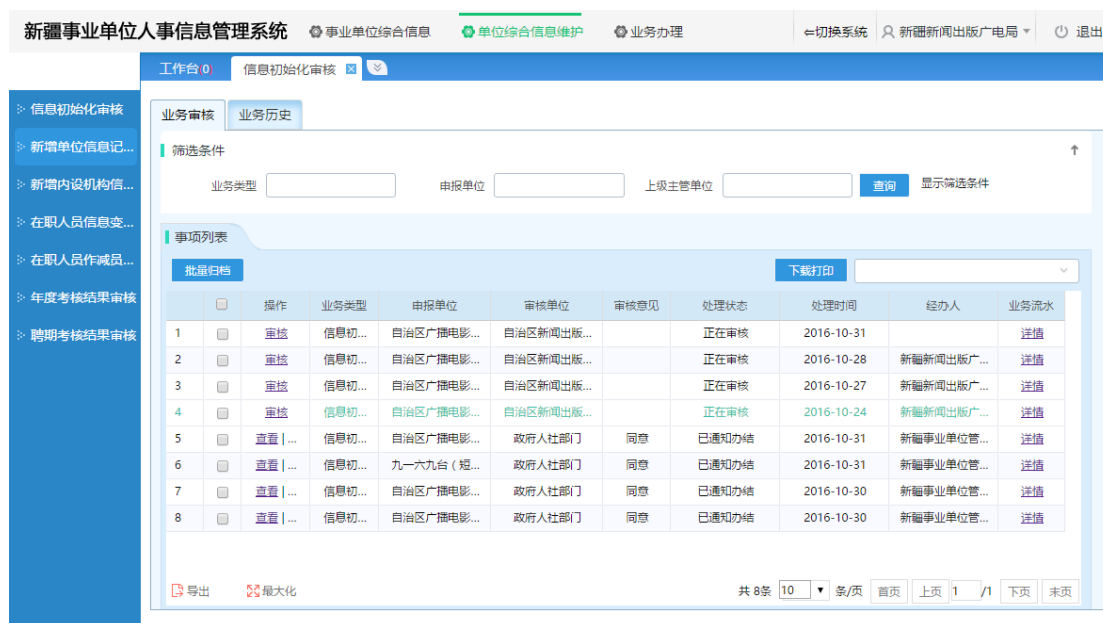 新疆事业单位人事信息管理系统 事业单位综合信息 单位综合信息维护 业务办理 ⇐切换系统 新疆新闻出版广电局 退出
工作台(0) 信息初始化审核
信息初始化审核
新增单位信息记...
新增内设机构信...
在职人员信息变...
在职人员作减员...
年度考核结果审核
聘期考核结果审核
业务审核 业务历史
筛选条件
业务类型 申报单位 上级主管单位 查询 显示筛选条件
事项列表
批量归档 下载打印
操作 业务类型 申报单位 审核单位 审核意见 处理状态 处理时间 经办人 业务流水
1 审核 信息初... 自治区广播电影... 自治区新闻出版... 正在审核 2016-10-31 详情
2 审核 信息初... 自治区广播电影... 自治区新闻出版... 正在审核 2016-10-28 新疆新闻出版广... 详情
3 审核 信息初... 自治区广播电影... 自治区新闻出版... 正在审核 2016-10-27 新疆新闻出版广... 详情
4 审核 信息初... 自治区广播电影... 自治区新闻出版... 正在审核 2016-10-24 新疆新闻出版广... 详情
5 查看 | ... 信息初... 自治区广播电影... 政府人社部门 同意 已通知办结 2016-10-31 新疆事业单位管... 详情
6 查看 | ... 信息初... 九一六九台（短... 政府人社部门 同意 已通知办结 2016-10-31 新疆事业单位管... 详情
7 查看 | ... 信息初... 自治区广播电影... 政府人社部门 同意 已通知办结 2016-10-30 新疆事业单位管... 详情
8 查看 | ... 信息初... 自治区广播电影... 政府人社部门 同意 已通知办结 2016-10-30 新疆事业单位管... 详情
导出 最大化 共 8条 10 条/页 首页 上页 1 /1 下页 末页